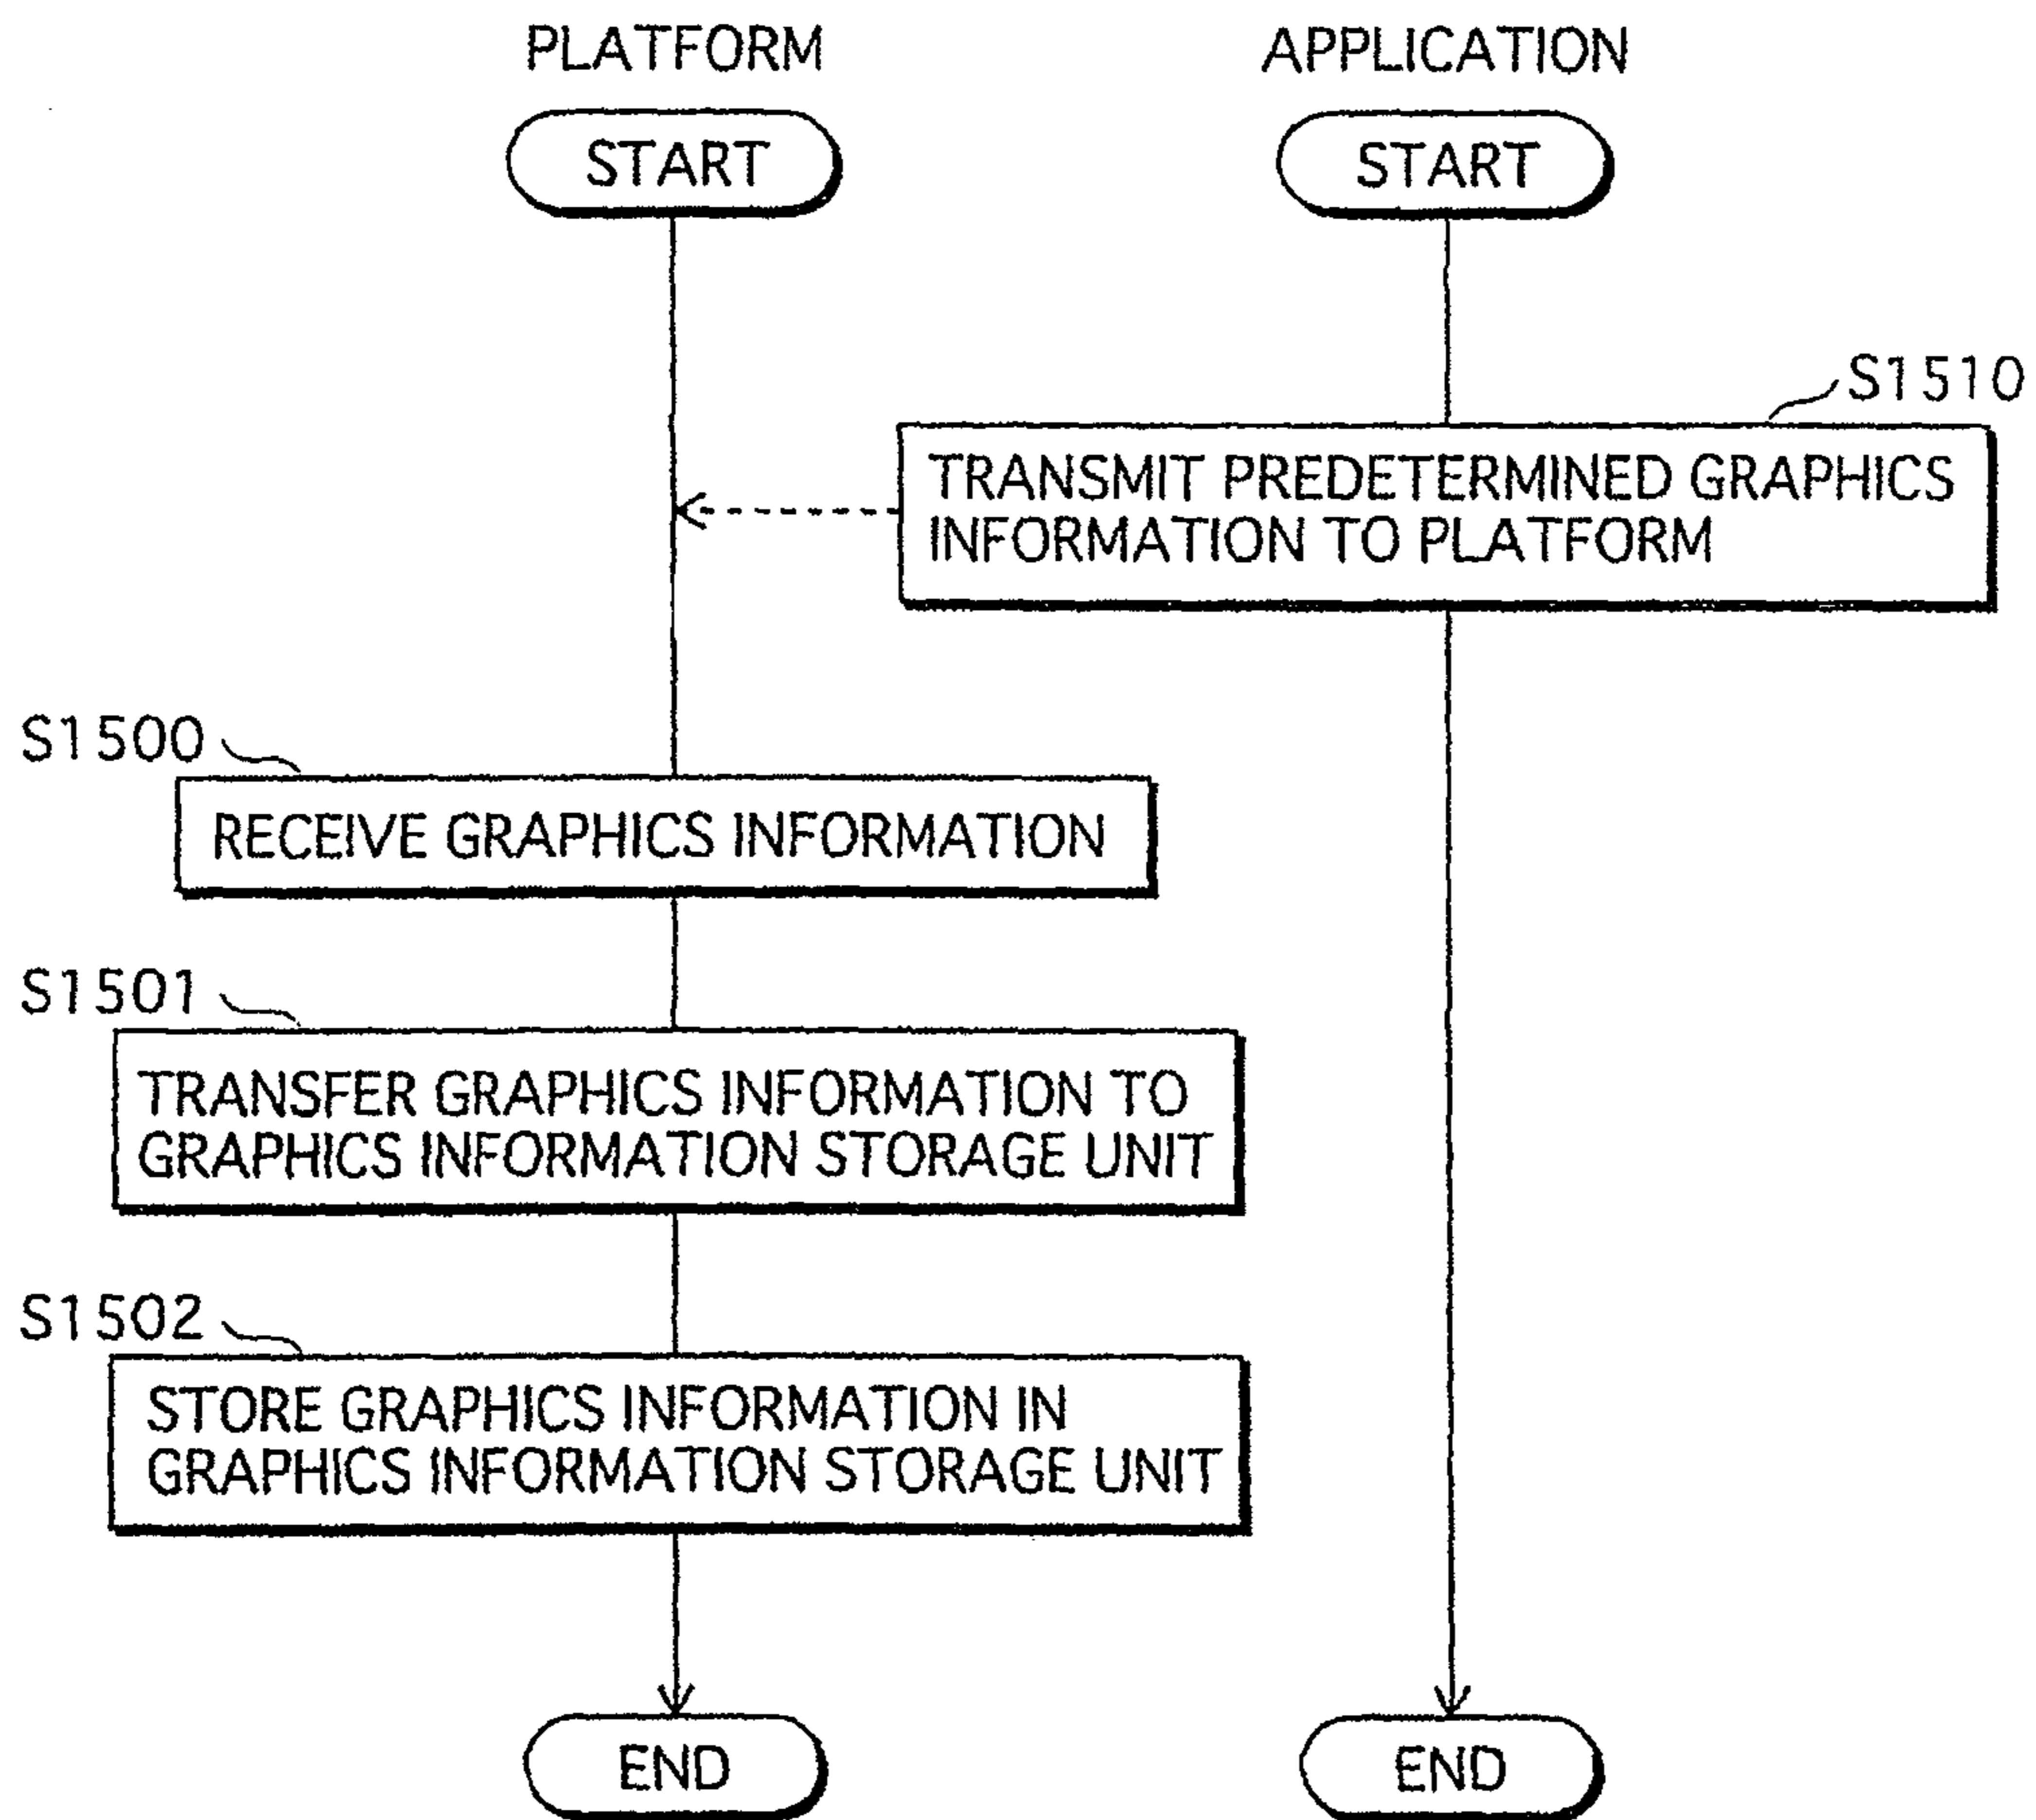 PLATFORM
APPLICATION
START
START
S1510
TRANSMIT PREDETERMINED GRAPHICS
INFORMATION TO PLATFORM
S1500
RECEIVE GRAPHICS INFORMATION
S1501
TRANSFER GRAPHICS INFORMATION TO
GRAPHICS INFORMATION STORAGE UNIT
S1502
STORE GRAPHICS INFORMATION IN
GRAPHICS INFORMATION STORAGE UNIT
END
END